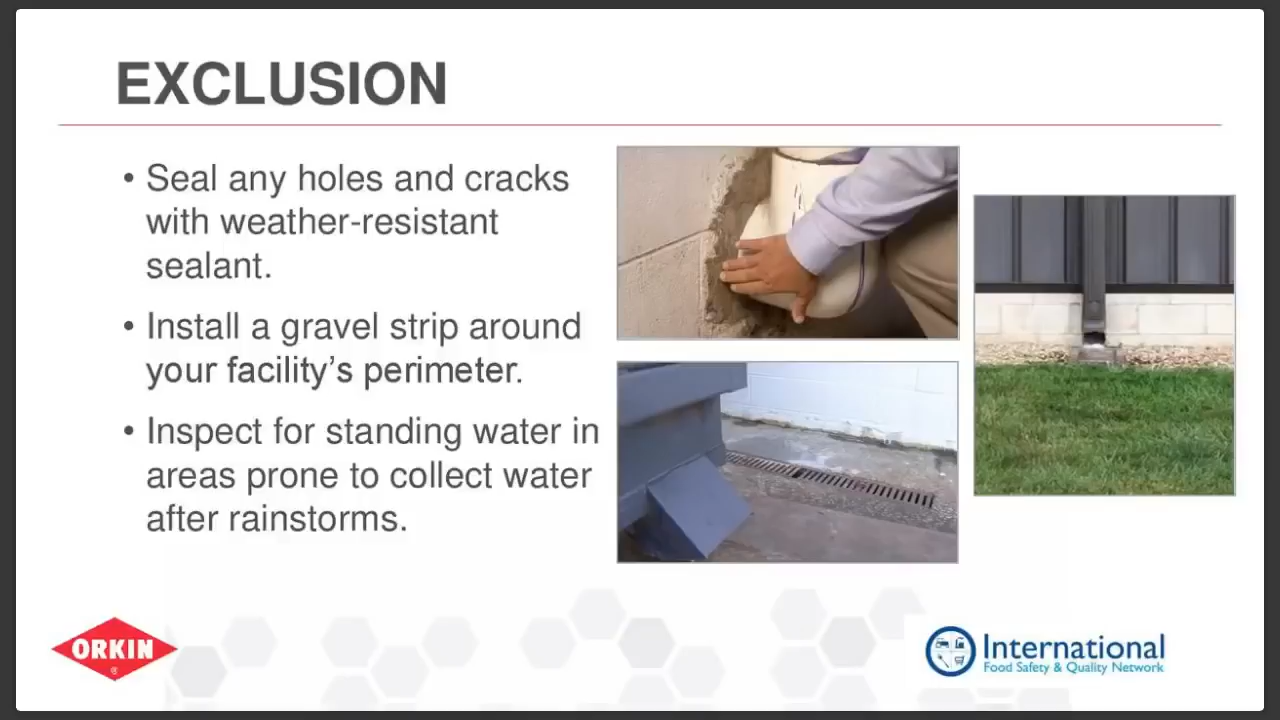 EXCLUSION
• Seal any holes and cracks
with weather-resistant
sealant.
• Install a gravel strip around
your facility’s perimeter.
• Inspect for standing water in
areas prone to collect water
after rainstorms.
ORKIN
®
International
Food Safety & Quality Network